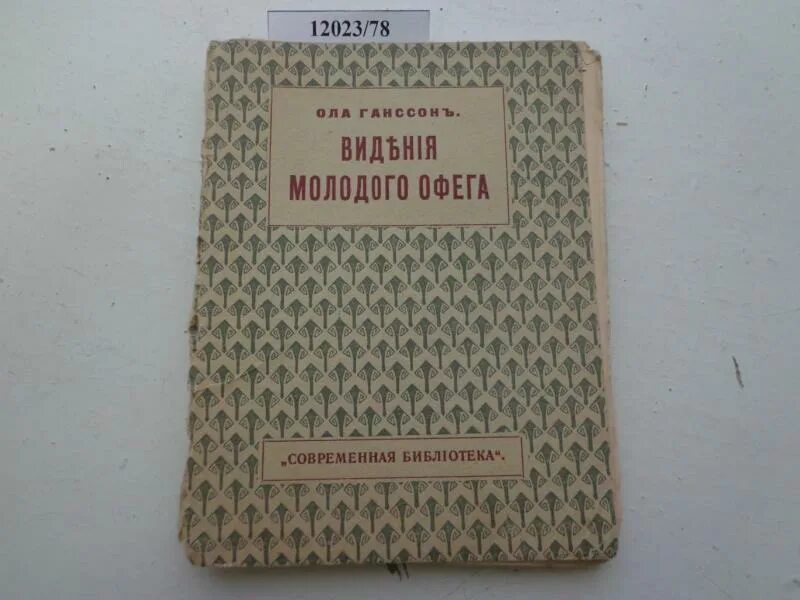 12023/78
ОЛА ГАНССОНЪ.
ВИДѢНІЯ
МОЛОДОГО ОФЕГА
„СОВРЕМЕННАЯ БИБЛІОТЕКА“.